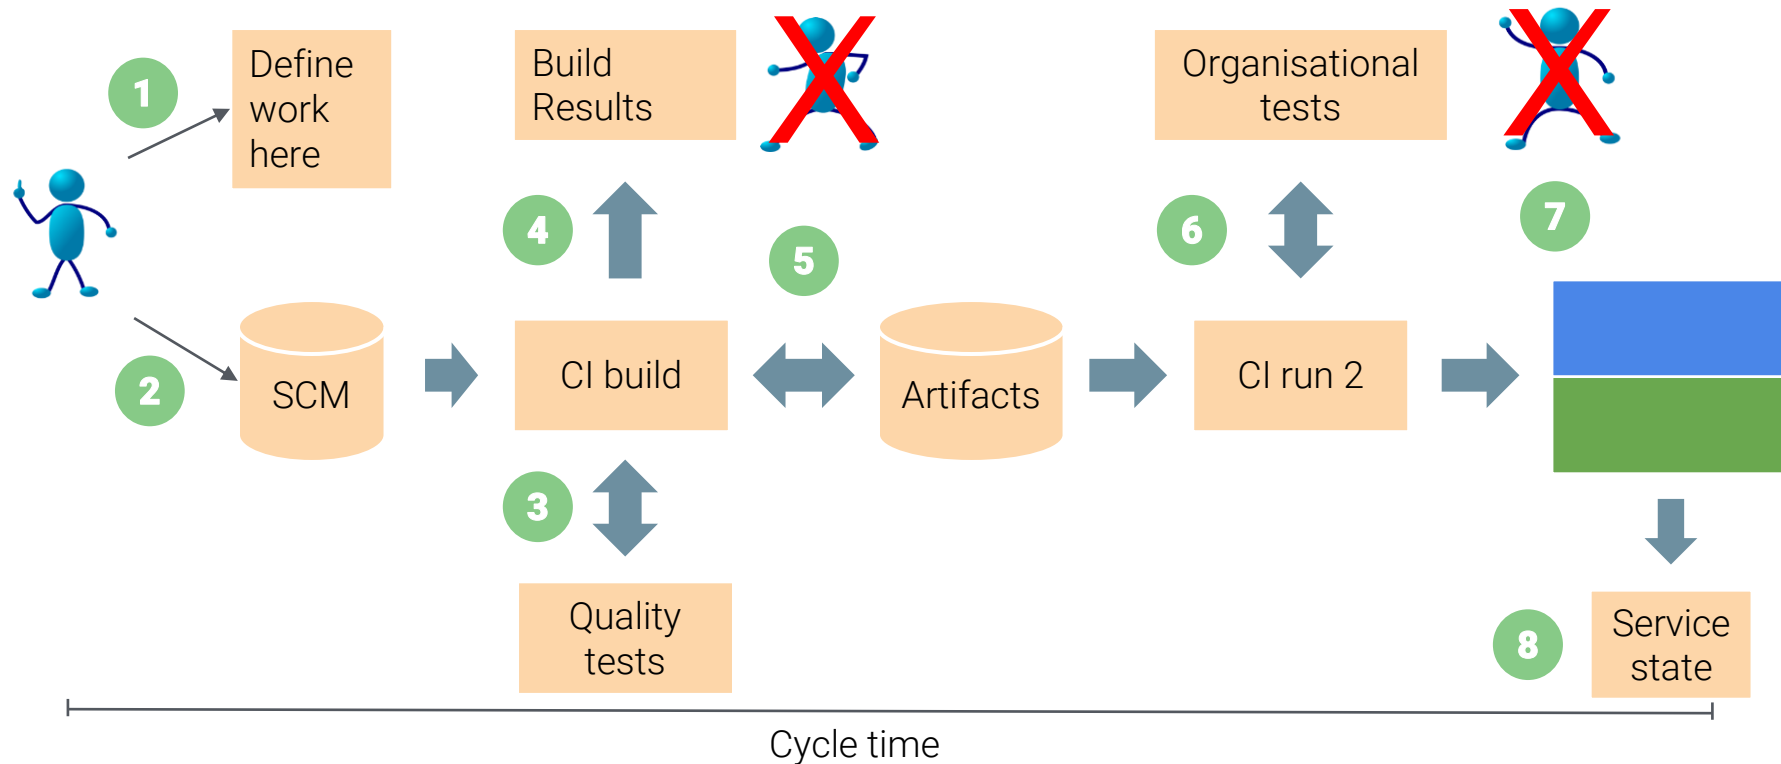 1
Define
work
here
2
SCM
3
Quality
tests
CI build
4
Build
Results
5
Artifacts
6
Organisational
tests
CI run 2
7
8
Service
state
Cycle time